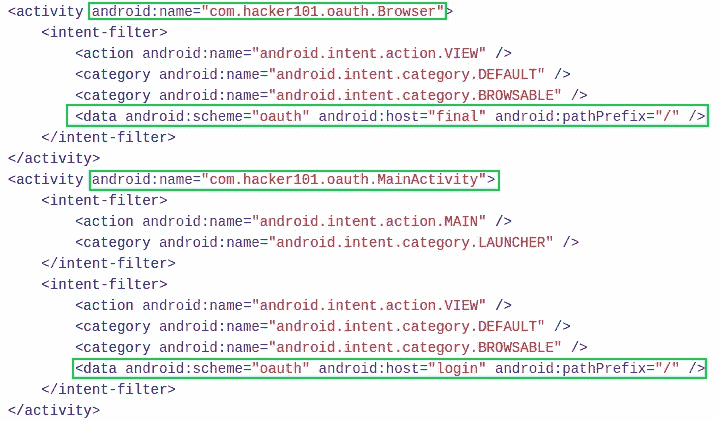 <activity android:name="com.hacker101.oauth.Browser">
<intent-filter>
<action android:name="android.intent.action.VIEW" />
<category android:name="android.intent.category.DEFAULT" />
<category android:name="android.intent.category.BROWSABLE" />
<data android:scheme="oauth" android:host="final" android:pathPrefix="/" />
</intent-filter>
</activity>
<activity android:name="com.hacker101.oauth.MainActivity">
<intent-filter>
<action android:name="android.intent.action.MAIN" />
<category android:name="android.intent.category.LAUNCHER" />
</intent-filter>
<intent-filter>
<action android:name="android.intent.action.VIEW" />
<category android:name="android.intent.category.DEFAULT" />
<category android:name="android.intent.category.BROWSABLE" />
<data android:scheme="oauth" android:host="login" android:pathPrefix="/" />
</intent-filter>
</activity>